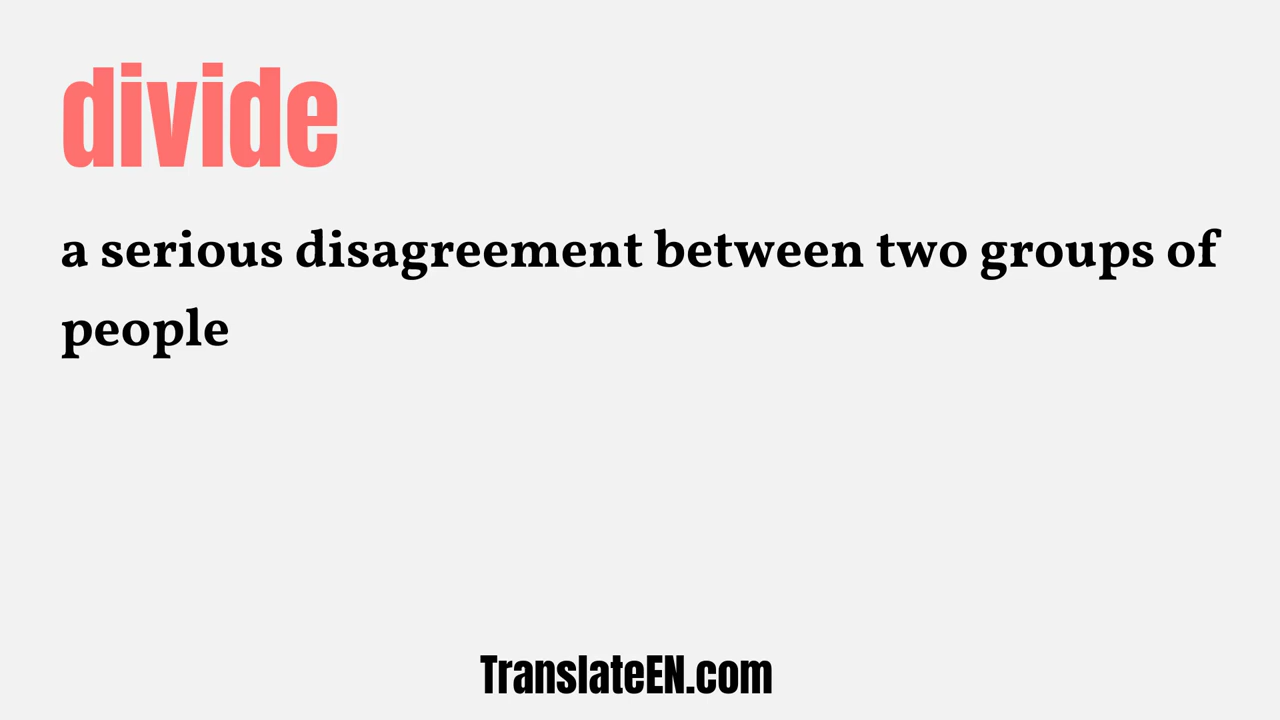 divide
a serious disagreement between two groups of
people
TranslateEN.com